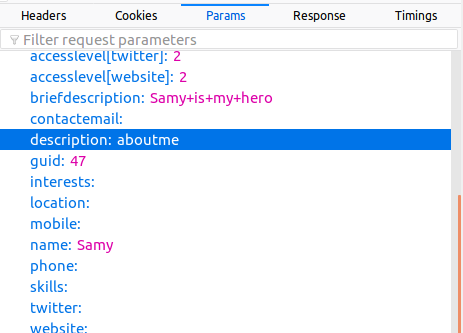 Headers Cookies Params Response Timings
Filter request parameters
accesslevel[twitter]: 2
accesslevel[website]: 2
briefdescription: Samy+is+my+hero
contactemail:
description: aboutme
guid: 47
interests:
location:
mobile:
name: Samy
phone:
skills:
twitter:
website: